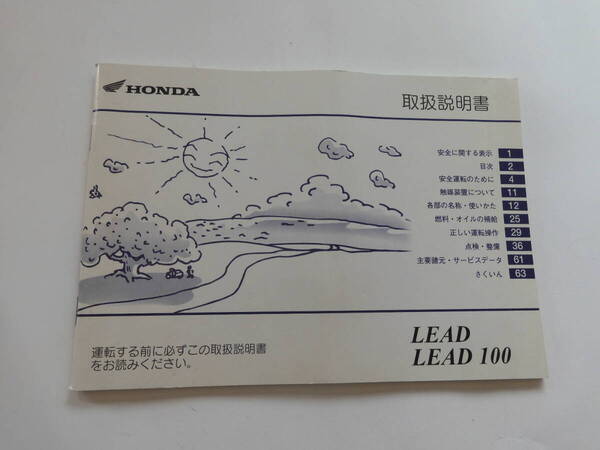 HONDA
取扱説明書
安全に関する表示 1
目次 2
安全運転のために 4
触媒装置について 11
各部の名称・使いかた 12
燃料・オイルの補給 25
正しい運転操作 29
点検・整備 36
主要諸元・サービスデータ 61
さくいん 63
運転する前に必ずこの取扱説明書
をお読みください。
LEAD
LEAD 100